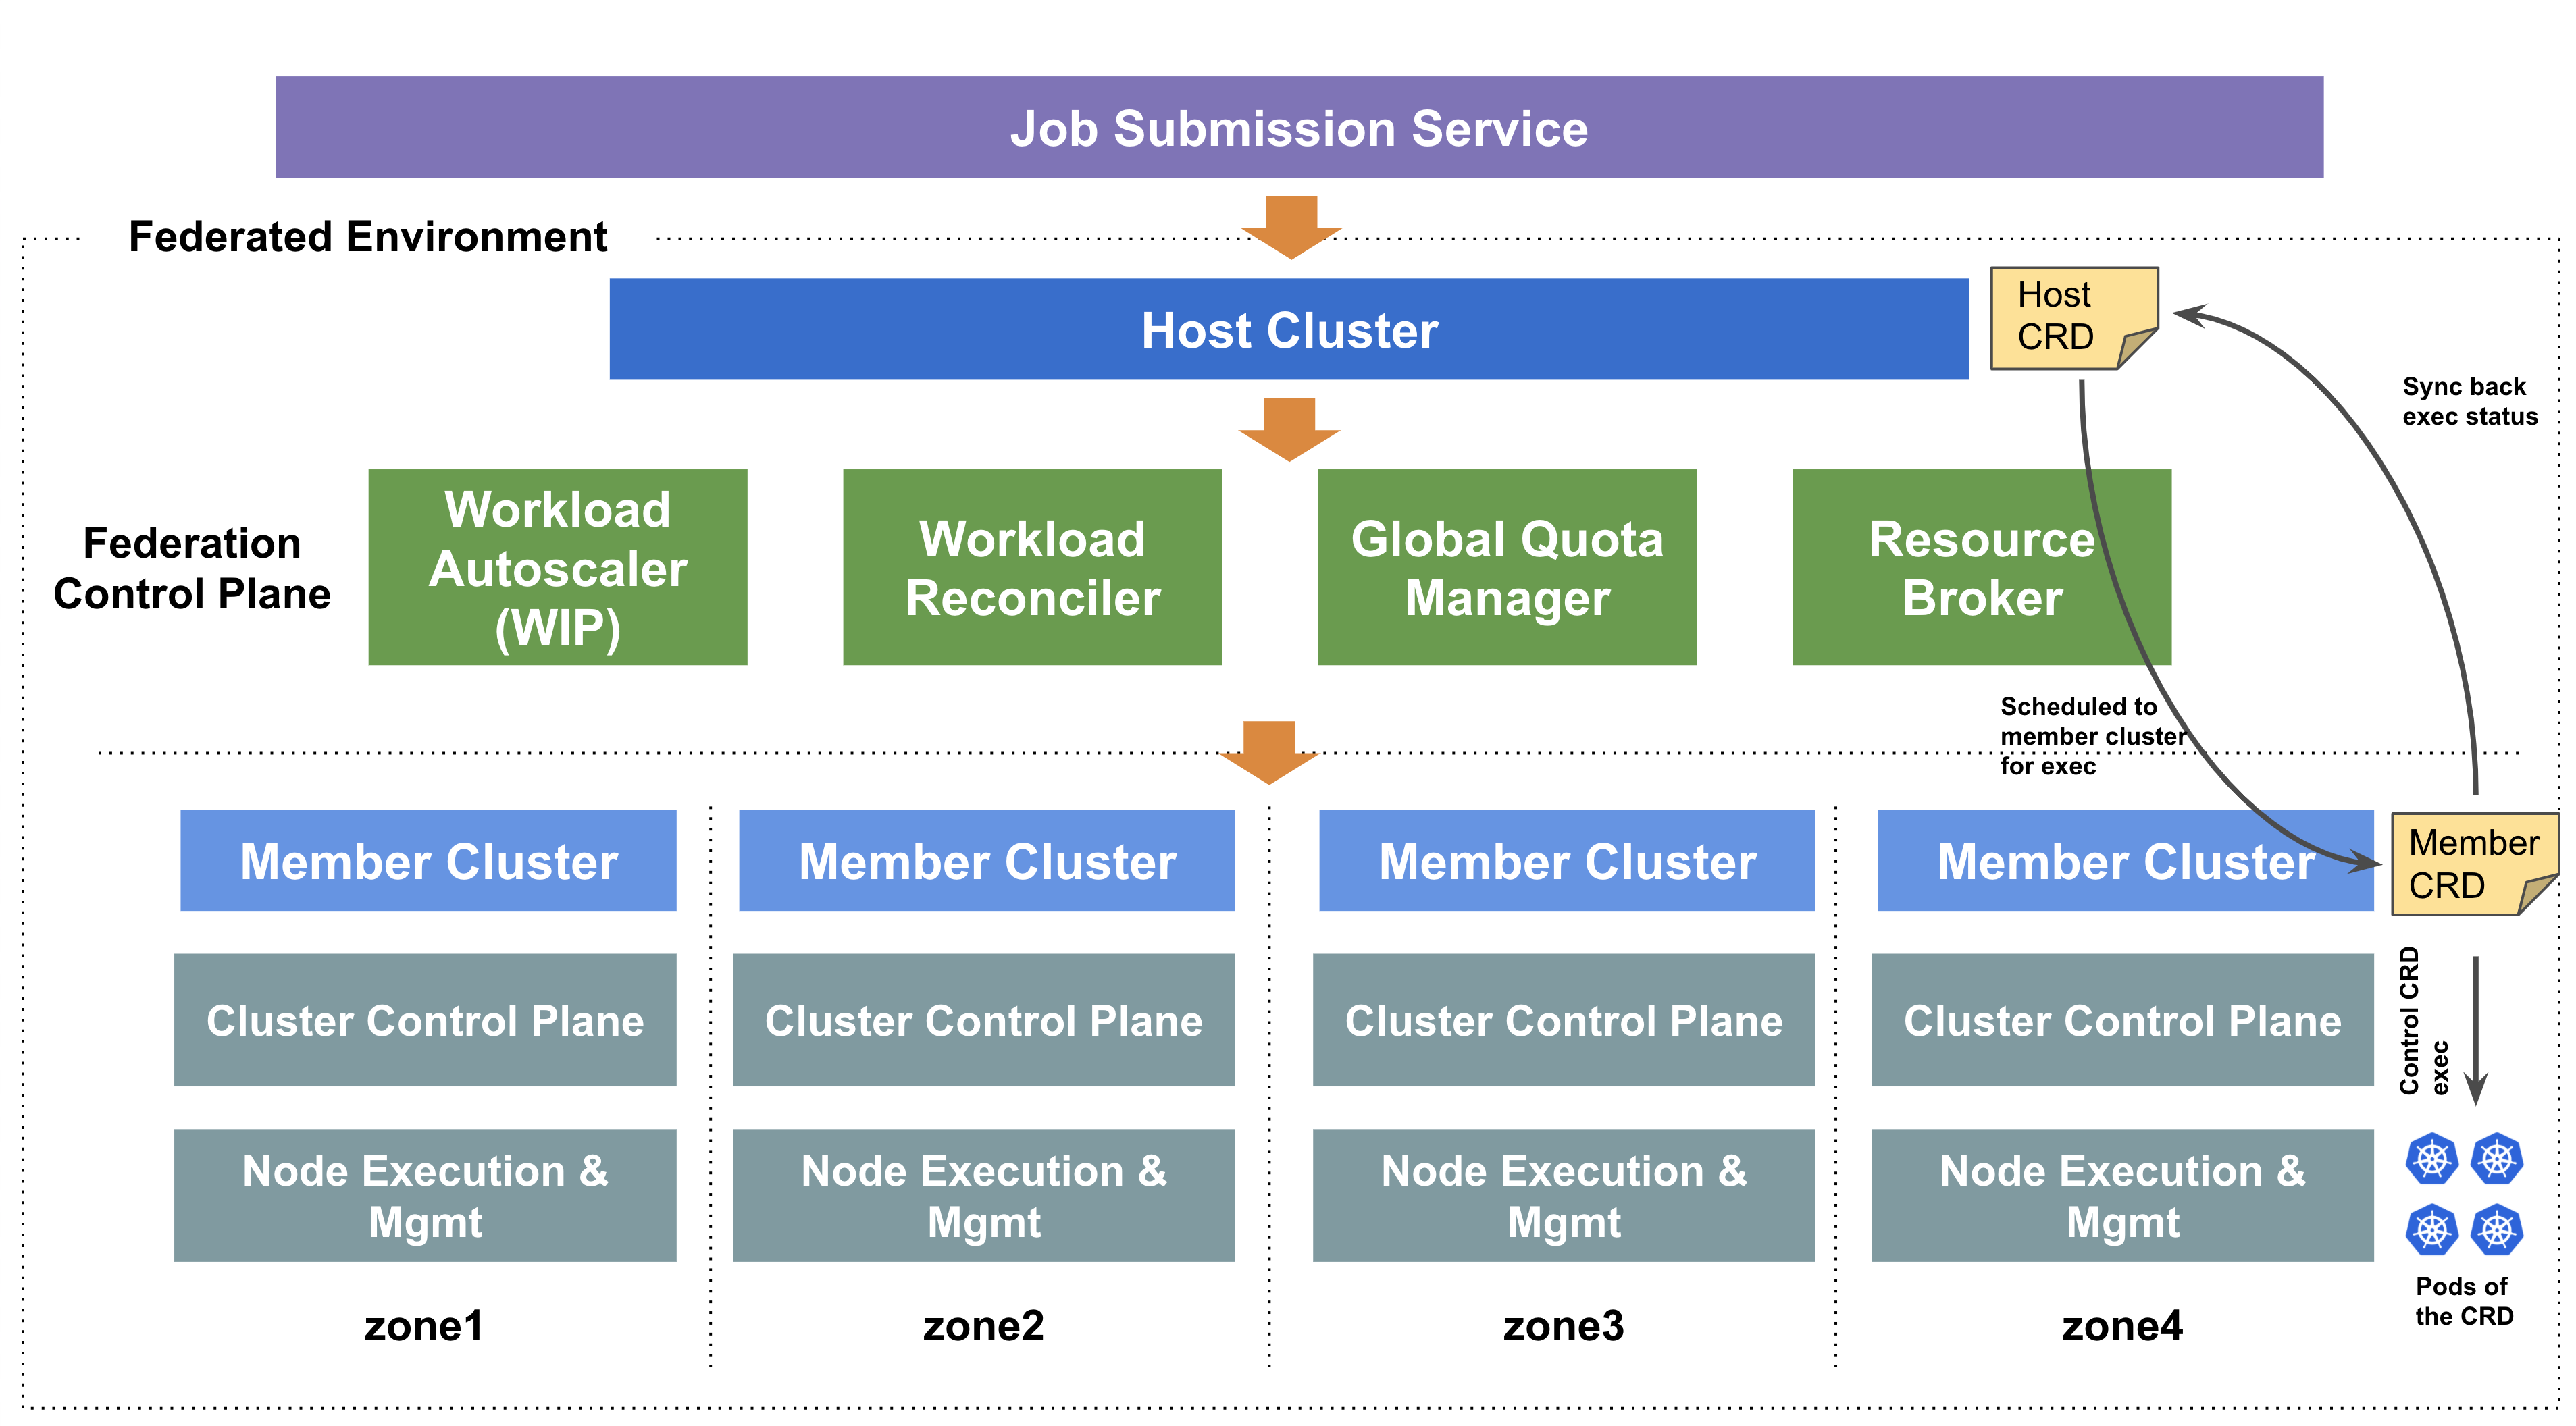 Job Submission Service
Federated Environment
Host Cluster
Host
CRD
Sync back
exec status
Federation
Control Plane
Workload
Autoscaler
(WIP)
Workload
Reconciler
Global Quota
Manager
Resource
Broker
Scheduled to
member cluster
for exec
Member Cluster
Member Cluster
Member Cluster
Member Cluster
Member
CRD
Cluster Control Plane
Cluster Control Plane
Cluster Control Plane
Cluster Control Plane
Control CRD
exec
Node Execution &
Mgmt
Node Execution &
Mgmt
Node Execution &
Mgmt
Node Execution &
Mgmt
Pods of
the CRD
zone1
zone2
zone3
zone4